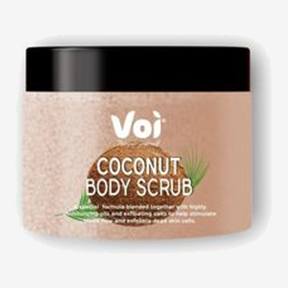 Voi
COCONUT
BODY SCRUB
formula blended together with highly
oils and exfoliating salts to help stimulate
blood flow and exfoliate dead skin cells.